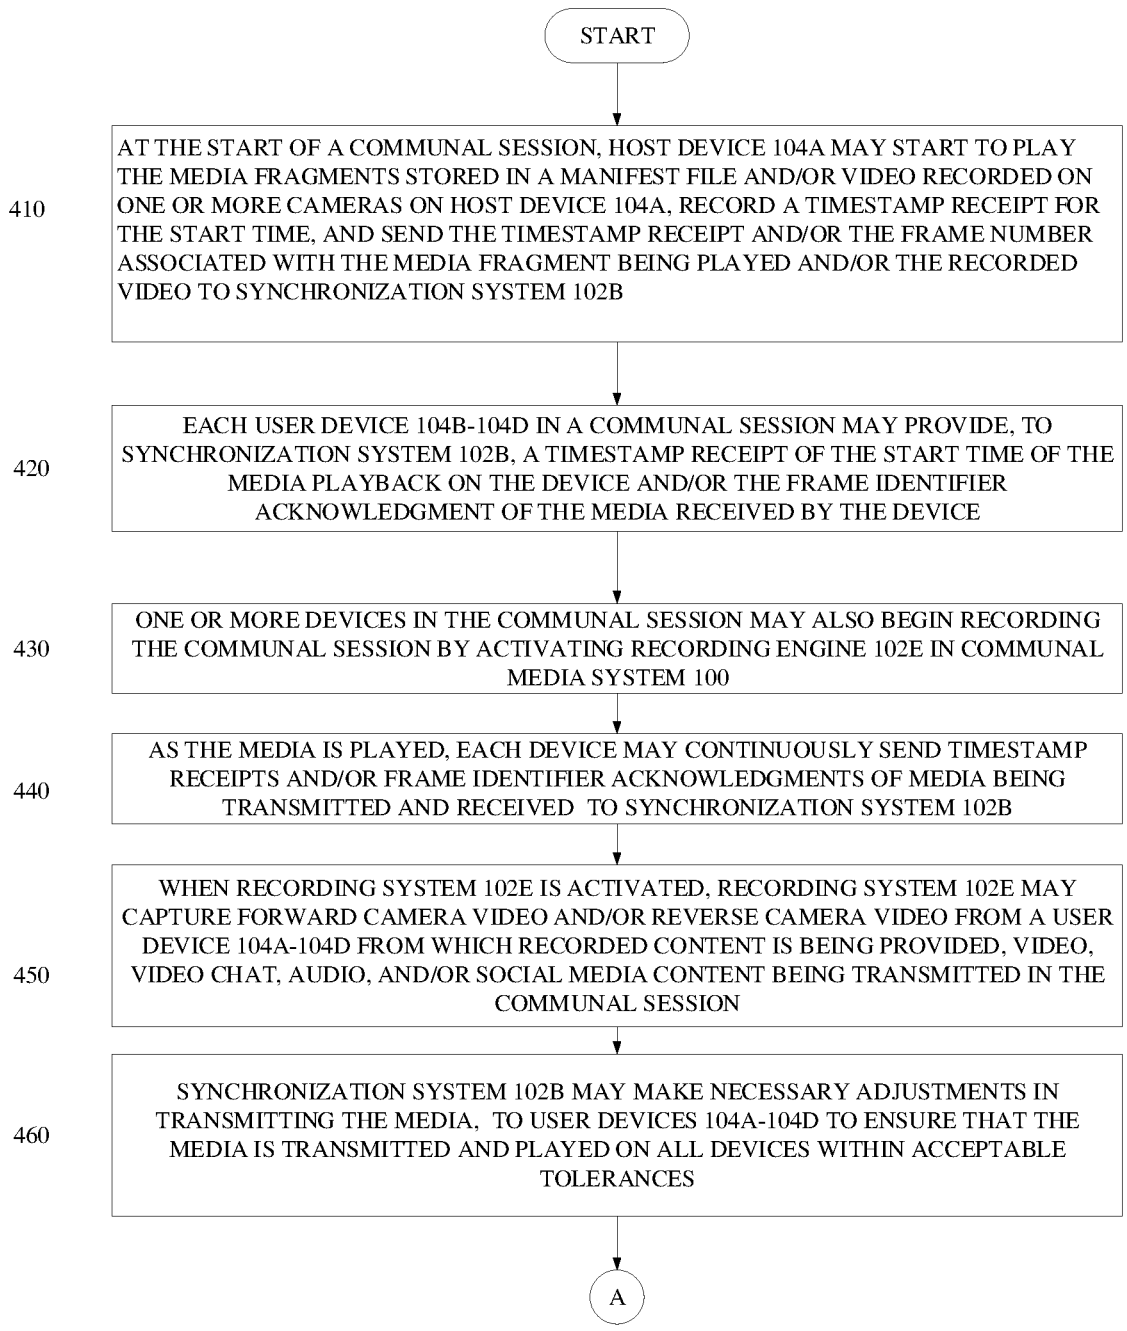 START
410
AT THE START OF A COMMUNAL SESSION, HOST DEVICE 104A MAY START TO PLAY
THE MEDIA FRAGMENTS STORED IN A MANIFEST FILE AND/OR VIDEO RECORDED ON
ONE OR MORE CAMERAS ON HOST DEVICE 104A, RECORD A TIMESTAMP RECEIPT FOR
THE START TIME, AND SEND THE TIMESTAMP RECEIPT AND/OR THE FRAME NUMBER
ASSOCIATED WITH THE MEDIA FRAGMENT BEING PLAYED AND/OR THE RECORDED
VIDEO TO SYNCHRONIZATION SYSTEM 102B
420
EACH USER DEVICE 104B-104D IN A COMMUNAL SESSION MAY PROVIDE, TO
SYNCHRONIZATION SYSTEM 102B, A TIMESTAMP RECEIPT OF THE START TIME OF THE
MEDIA PLAYBACK ON THE DEVICE AND/OR THE FRAME IDENTIFIER
ACKNOWLEDGMENT OF THE MEDIA RECEIVED BY THE DEVICE
430
ONE OR MORE DEVICES IN THE COMMUNAL SESSION MAY ALSO BEGIN RECORDING
THE COMMUNAL SESSION BY ACTIVATING RECORDING ENGINE 102E IN COMMUNAL
MEDIA SYSTEM 100
440
AS THE MEDIA IS PLAYED, EACH DEVICE MAY CONTINUOUSLY SEND TIMESTAMP
RECEIPTS AND/OR FRAME IDENTIFIER ACKNOWLEDGMENTS OF MEDIA BEING
TRANSMITTED AND RECEIVED TO SYNCHRONIZATION SYSTEM 102B
450
WHEN RECORDING SYSTEM 102E IS ACTIVATED, RECORDING SYSTEM 102E MAY
CAPTURE FORWARD CAMERA VIDEO AND/OR REVERSE CAMERA VIDEO FROM A USER
DEVICE 104A-104D FROM WHICH RECORDED CONTENT IS BEING PROVIDED, VIDEO,
VIDEO CHAT, AUDIO, AND/OR SOCIAL MEDIA CONTENT BEING TRANSMITTED IN THE
COMMUNAL SESSION
460
SYNCHRONIZATION SYSTEM 102B MAY MAKE NECESSARY ADJUSTMENTS IN
TRANSMITTING THE MEDIA, TO USER DEVICES 104A-104D TO ENSURE THAT THE
MEDIA IS TRANSMITTED AND PLAYED ON ALL DEVICES WITHIN ACCEPTABLE
TOLERANCES
A